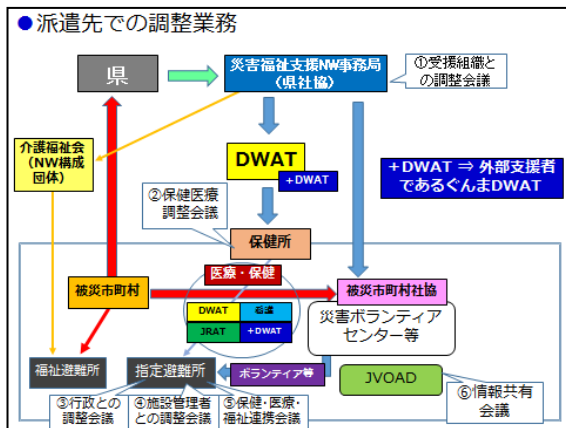 ●派遣先での調整業務
県
災害福祉支援NW事務局
(県社協)
①受援組織と
の調整会議
介護福祉会
(NW構成
団体)
DWAT
+DWAT
+DWAT ⇒ 外部支援者
であるぐんまDWAT
②保健医療
調整会議
保健所
医療・保健
被災市町村
被災市町村社協
DWAT
看護
JRAT
+DWAT
災害ボランティア
センター等
福祉避難所
指定避難所
ボランティア等
JVOAD
③行政との
調整会議
④施設管理者
との調整会議
⑤保健・医療・
福祉連携会議
⑥情報共有
会議